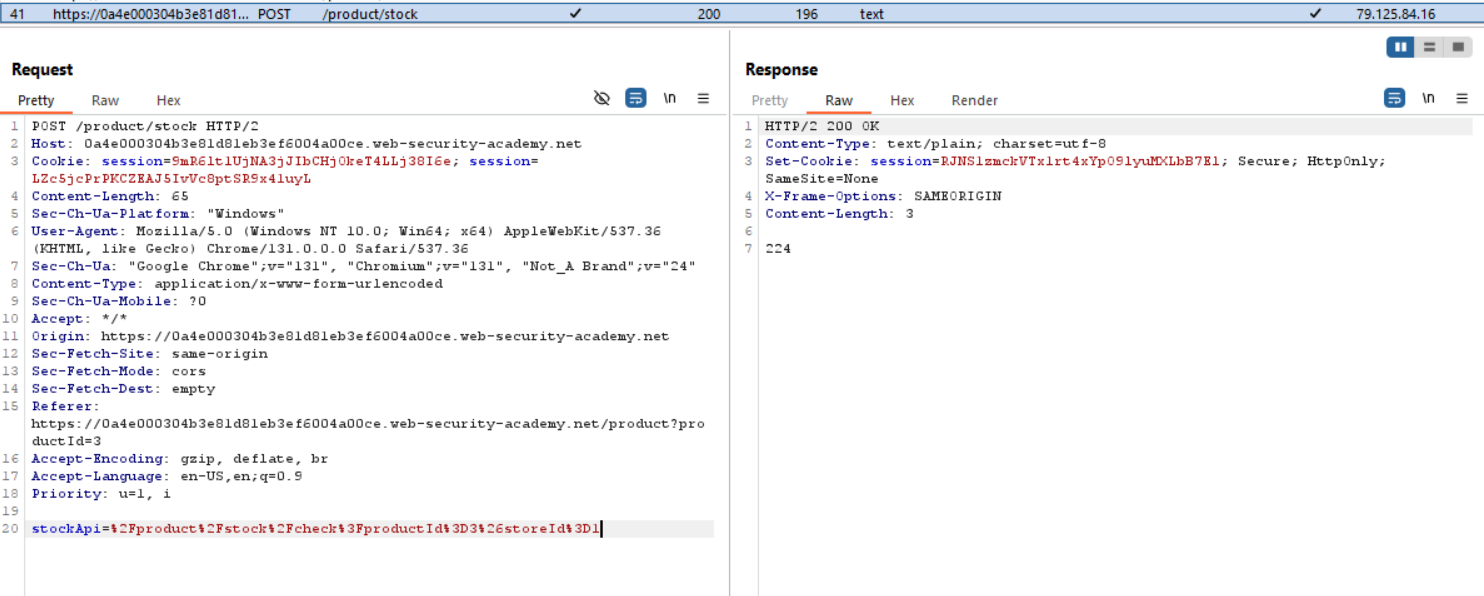 41 https://0a4e000304b3e81d81... POST /product/stock ✓ 200 196 text ✓ 79.125.84.16
Request
Pretty Raw Hex \n
1 POST /product/stock HTTP/2
2 Host: 0a4e000304b3e81d81eb3ef6004a00ce.web-security-academy.net
3 Cookie: session=9mR6lt1UjNA3jJIbCHj0keT4LLj38I6e; session=
LZc5jcPrPKCZEAJ5IvVc8ptSR9x41uyL
4 Content-Length: 65
5 Sec-Ch-Ua-Platform: "Windows"
6 User-Agent: Mozilla/5.0 (Windows NT 10.0; Win64; x64) AppleWebKit/537.36
(KHTML, like Gecko) Chrome/131.0.0.0 Safari/537.36
7 Sec-Ch-Ua: "Google Chrome";v="131", "Chromium";v="131", "Not_A Brand";v="24"
8 Content-Type: application/x-www-form-urlencoded
9 Sec-Ch-Ua-Mobile: ?0
10 Accept: */*
11 Origin: https://0a4e000304b3e81d81eb3ef6004a00ce.web-security-academy.net
12 Sec-Fetch-Site: same-origin
13 Sec-Fetch-Mode: cors
14 Sec-Fetch-Dest: empty
15 Referer:
https://0a4e000304b3e81d81eb3ef6004a00ce.web-security-academy.net/product?pro
ductId=3
16 Accept-Encoding: gzip, deflate, br
17 Accept-Language: en-US,en;q=0.9
18 Priority: u=1, i
19
20 stockApi=%2Fproduct%2Fstock%2Fcheck%3FproductId%3D3%26storeId%3D1
Response
Pretty Raw Hex Render \n
1 HTTP/2 200 OK
2 Content-Type: text/plain; charset=utf-8
3 Set-Cookie: session=RJNSlzmckVTx1rt4xYp09lyuMXLbB7El; Secure; HttpOnly;
SameSite=None
4 X-Frame-Options: SAMEORIGIN
5 Content-Length: 3
6
7 224